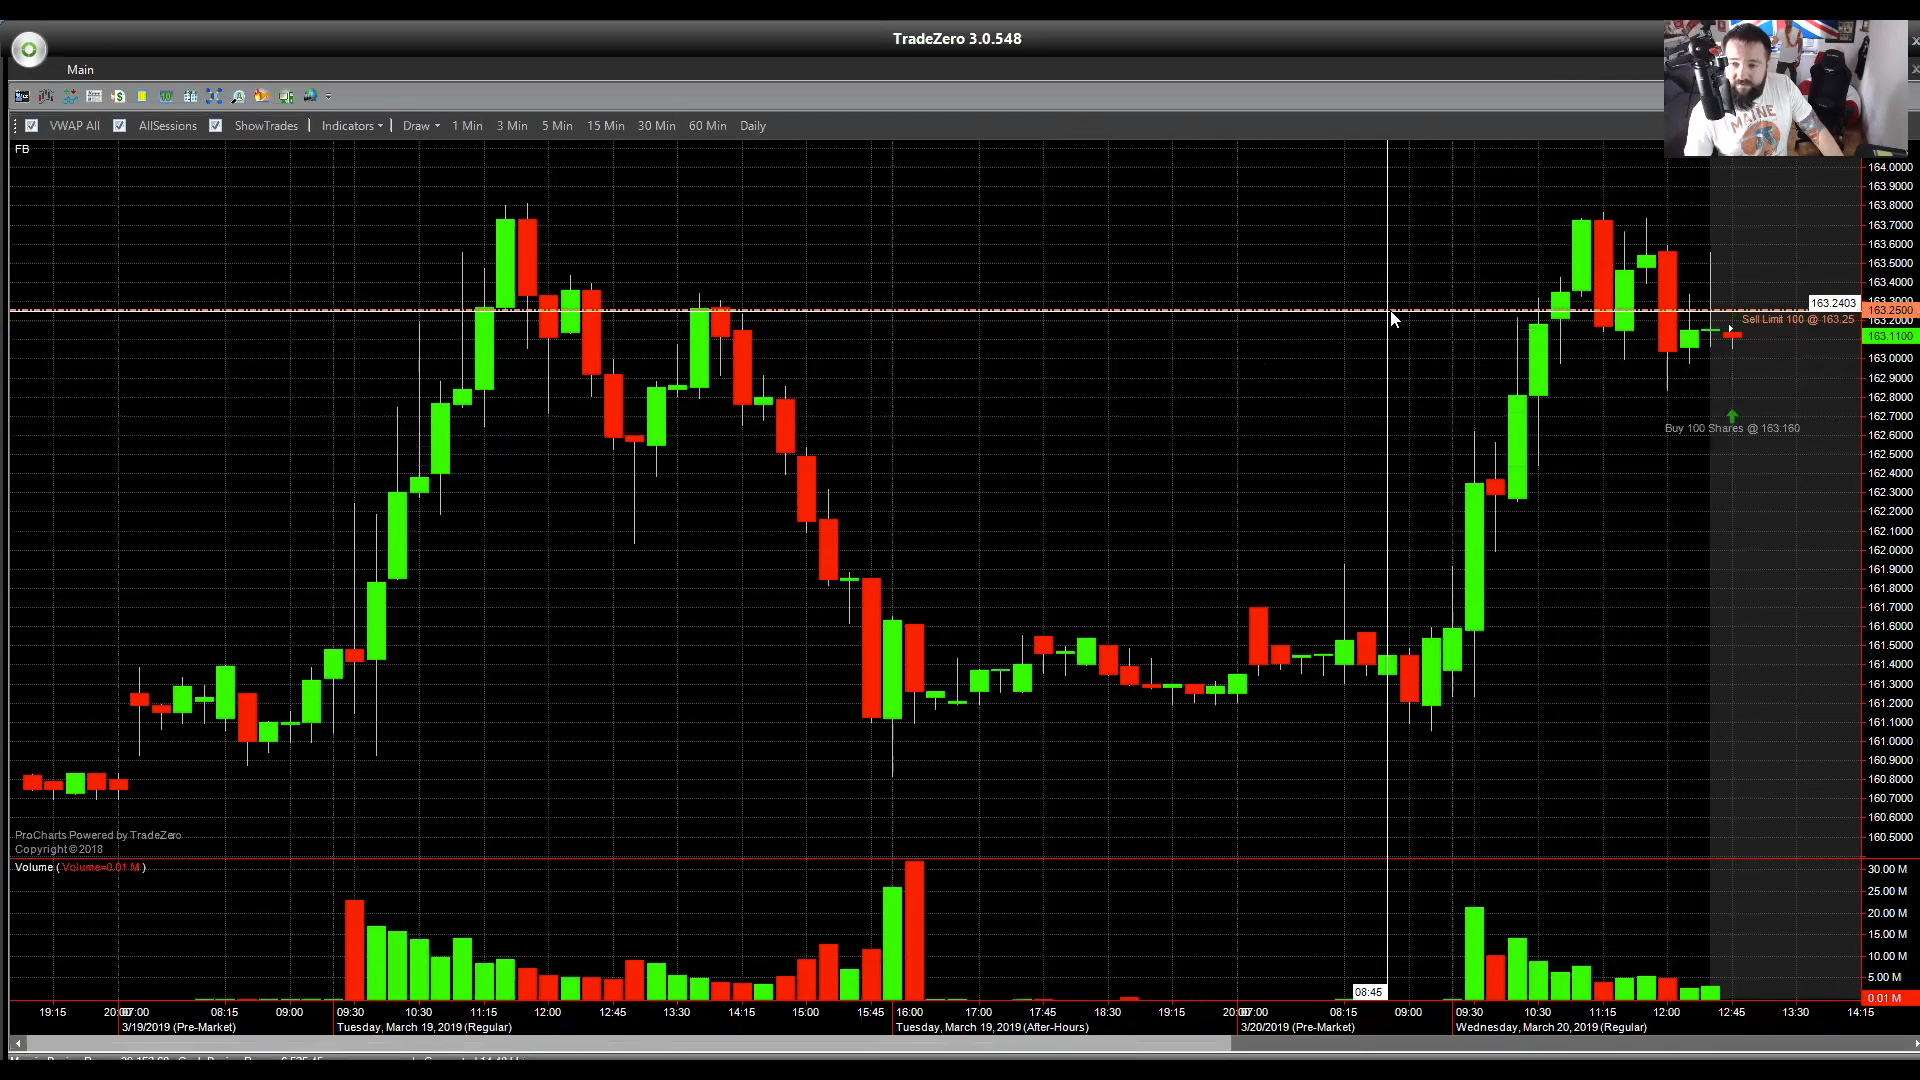 TradeZero 3.0.548
Main
VWAP All AllSessions ShowTrades Indicators Draw 1 Min 3 Min 5 Min 15 Min 30 Min 60 Min Daily
FB
MAINE
164.0000
163.9000
163.8000
163.7000
163.6000
163.5000
163.4000
163.3000
163.2403
163.2500
Sell Limit 100 @ 163.25
163.2000
163.1100
163.0000
162.9000
162.8000
162.7000
Buy 100 Shares @ 163.160
162.6000
162.5000
162.4000
162.3000
162.2000
162.1000
162.0000
161.9000
161.8000
161.7000
161.6000
161.5000
161.4000
161.3000
161.2000
161.1000
161.0000
160.9000
160.8000
160.7000
160.6000
160.5000
ProCharts Powered by TradeZero
Copyright © 2018
Volume ( Volume=0.01 M )
30.00 M
25.00 M
20.00 M
15.00 M
10.00 M
5.00 M
0.01 M
08:45
19:15 07:00 08:15 09:00 09:30 10:30 11:15 12:00 12:45 13:30 14:15 15:00 15:45 16:00 17:00 17:45 18:30 19:15 07:00 08:15 09:00 09:30 10:30 11:15 12:00 12:45 13:30 14:15
3/19/2019 (Pre-Market) Tuesday, March 19, 2019 (Regular) Tuesday, March 19, 2019 (After-Hours) 3/20/2019 (Pre-Market) Wednesday, March 20, 2019 (Regular)